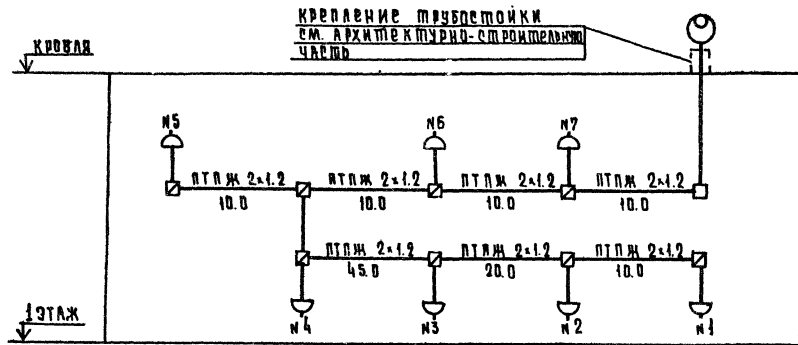 КРЕПЛЕНИЕ ТРУБОСТОЙКИ
СМ. АРХИТЕКТУРНО-СТРОИТЕЛЬНУЮ
ЧАСТЬ
КРОВЛЯ
N5
N6
N7
ПТПЖ 2×1.2
ПТПЖ 2×1.2
ПТПЖ 2×1.2
ПТПЖ 2×1.2
10.0
10.0
10.0
10.0
ПТПЖ 2×1.2
ПТПЖ 2×1.2
ПТПЖ 2×1.2
45.0
20.0
10.0
1 ЭТАЖ
N4
N3
N2
N1